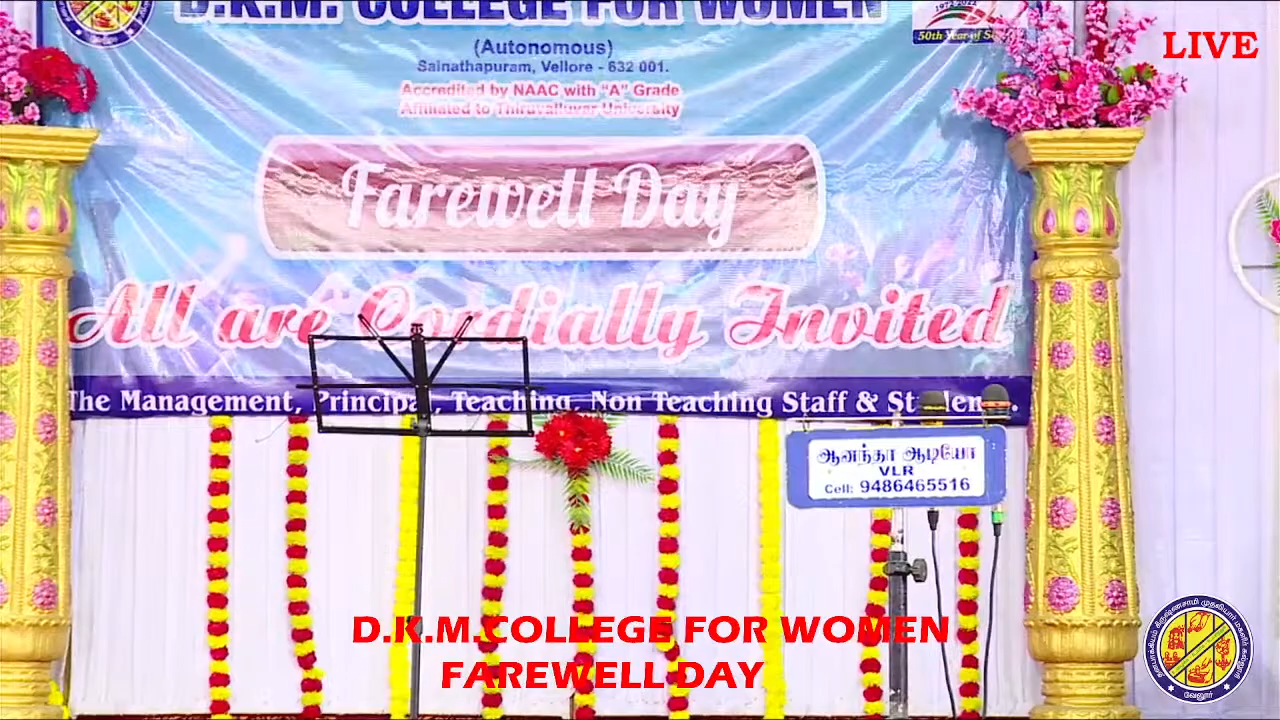 D.K.M. COLLEGE FOR WOMEN
1972-2022
50th Year of
LIVE
(Autonomous)
Sainathapuram, Vellore - 632 001.
Accredited by NAAC with "A" Grade
Affiliated to Thiruvalluvar University
Farewell Day
All are Cordially Invited
The Management, Principal, Teaching, Non Teaching Staff &
ஆனந்தா ஆடியோ
VLR
Cell: 9486465516
D.K.M.COLLEGE FOR WOMEN
FAREWELL DAY
வேலூர்